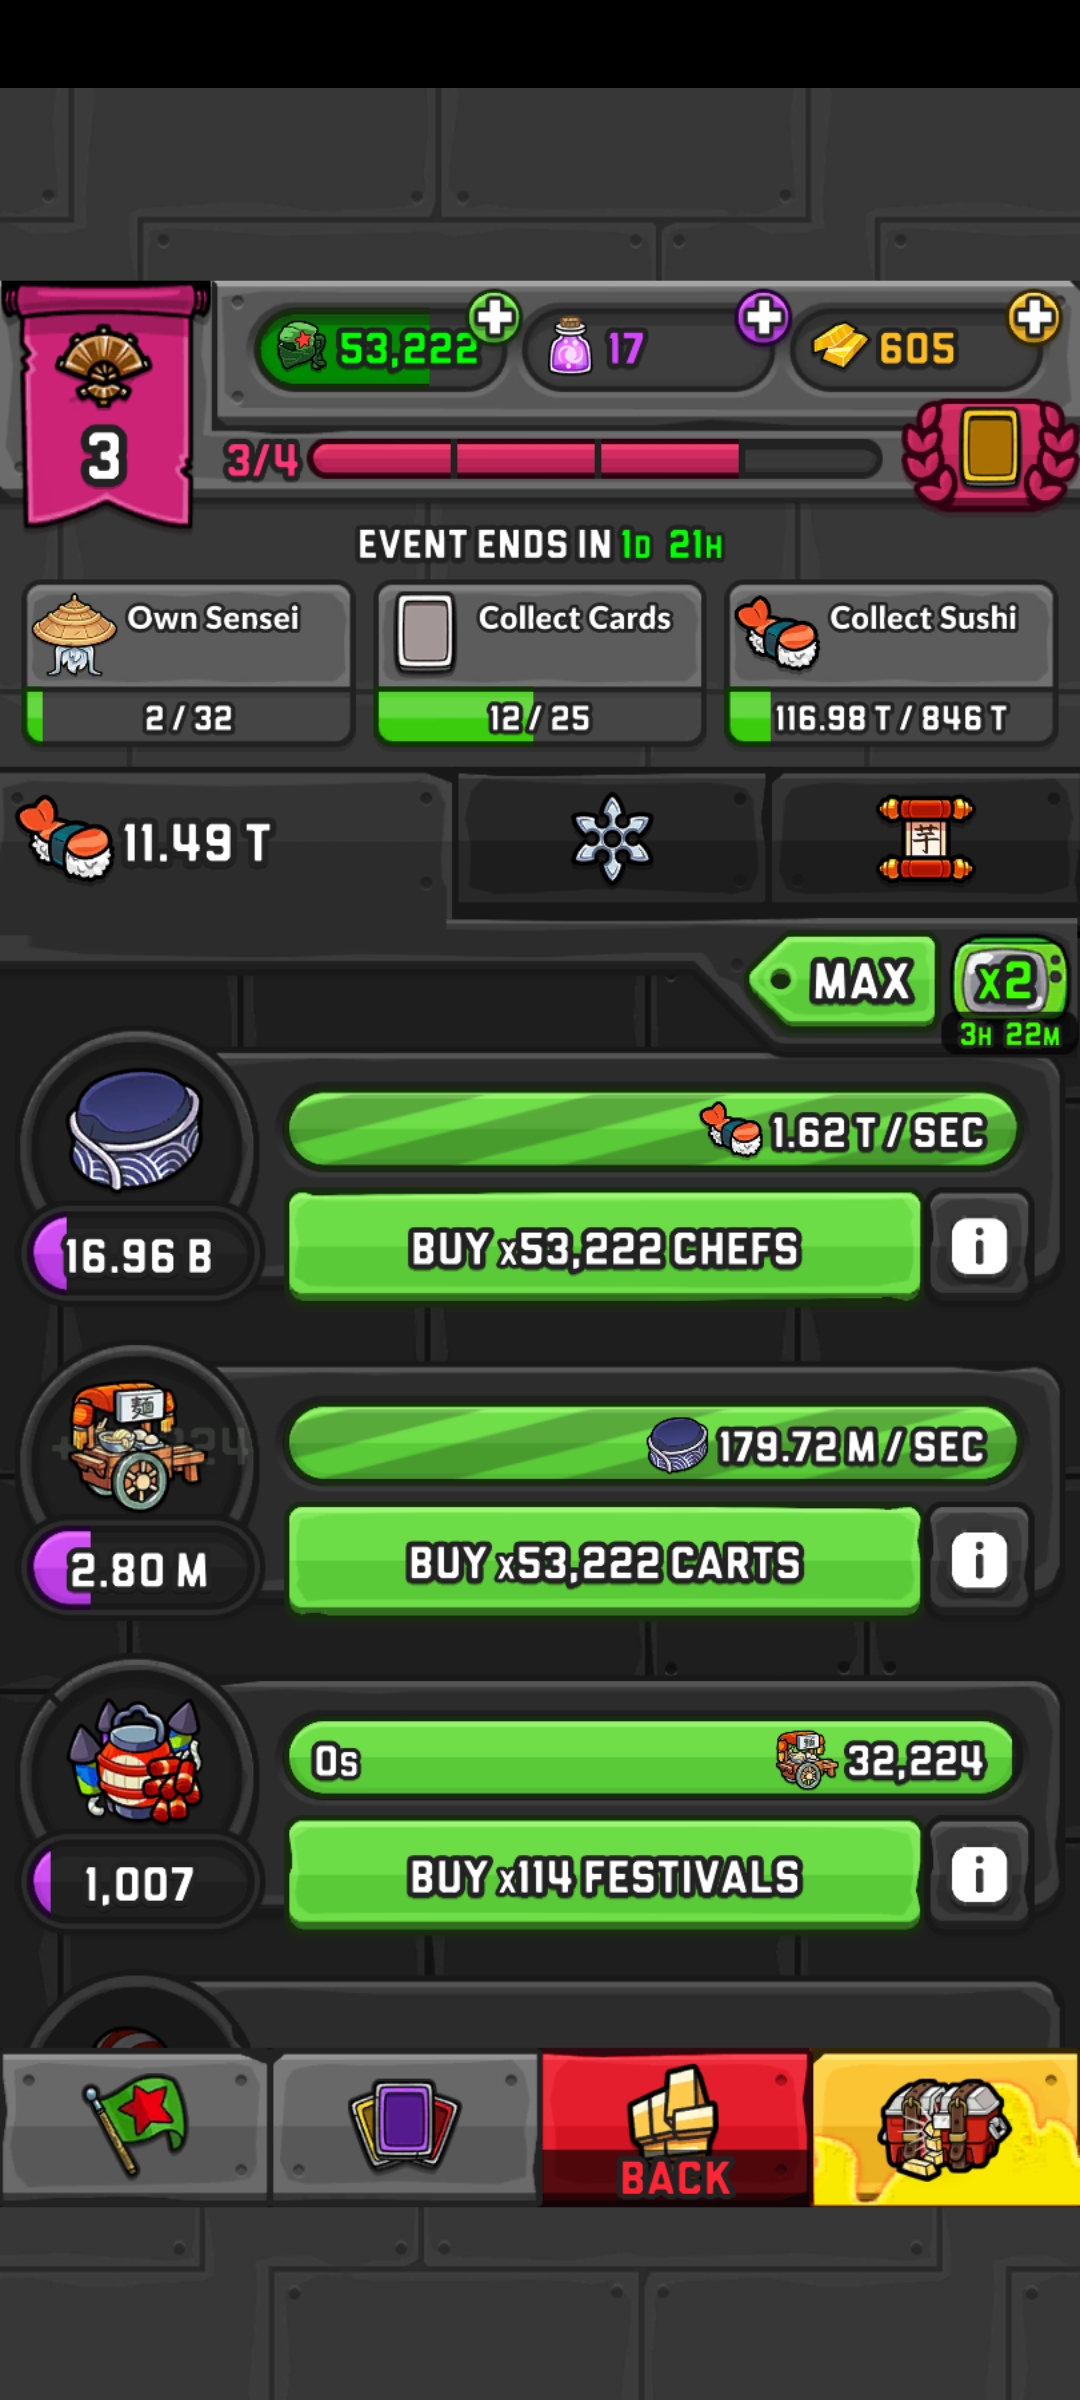 53,222
17
605
3
3/4
EVENT ENDS IN 1D 21H
Own Sensei
Collect Cards
Collect Sushi
2 / 32
12 / 25
116.98 T / 846 T
11.49 T
芋
MAX
x2
3H 22M
1.62 T / SEC
16.96 B
BUY x53,222 CHEFS
i
麺
179.72 M / SEC
2.80 M
BUY x53,222 CARTS
i
0s
32,224
1,007
BUY x114 FESTIVALS
i
BACK